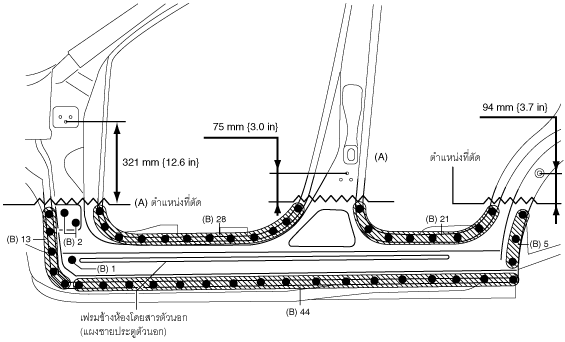 94 mm {3.7 in}
75 mm {3.0 in}
321 mm {12.6 in}
(A)
ตำแหน่งที่ตัด
(A) ตำแหน่งที่ตัด
(B) 28
(B) 21
(B) 13
(B) 2
(B) 5
(B) 1
(B) 44
เฟรมข้างห้องโดยสารตัวนอก
(แผงชายประตูตัวนอก)